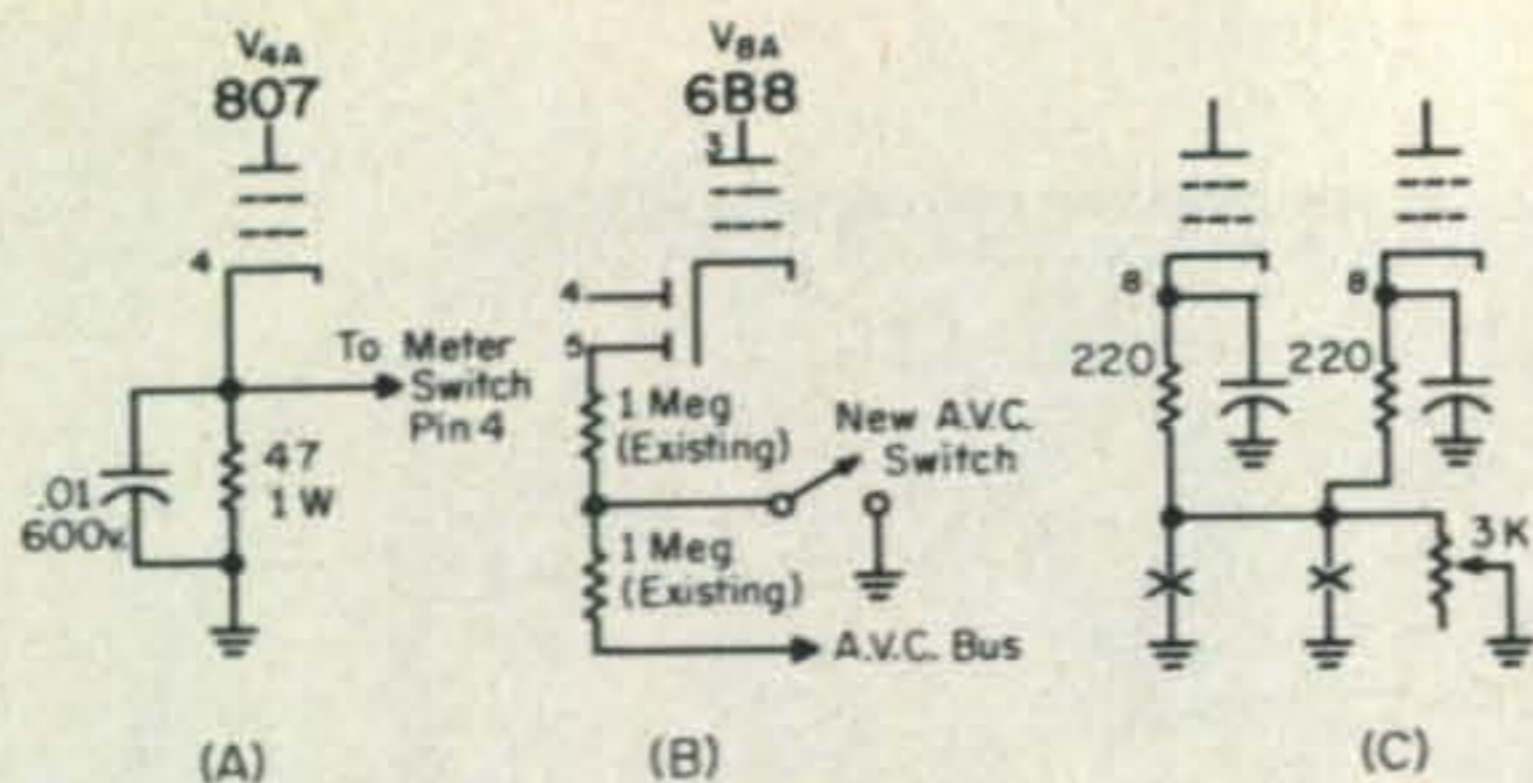 V4A
807
4
To Meter
Switch
Pin 4
.01
600v.
47
1 W
(A)
V8A
6B8
3
4
5
1 Meg
(Existing)
New A.V.C.
Switch
1 Meg
(Existing)
A.V.C. Bus
(B)
8
8
220
220
3K
(C)